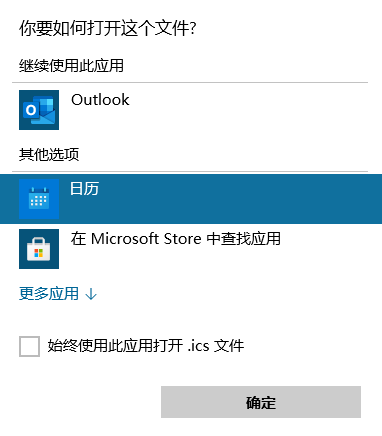 你要如何打开这个文件?
继续使用此应用
Outlook
其他选项
日历
在 Microsoft Store 中查找应用
更多应用 ↓
始终使用此应用打开 .ics 文件
确定